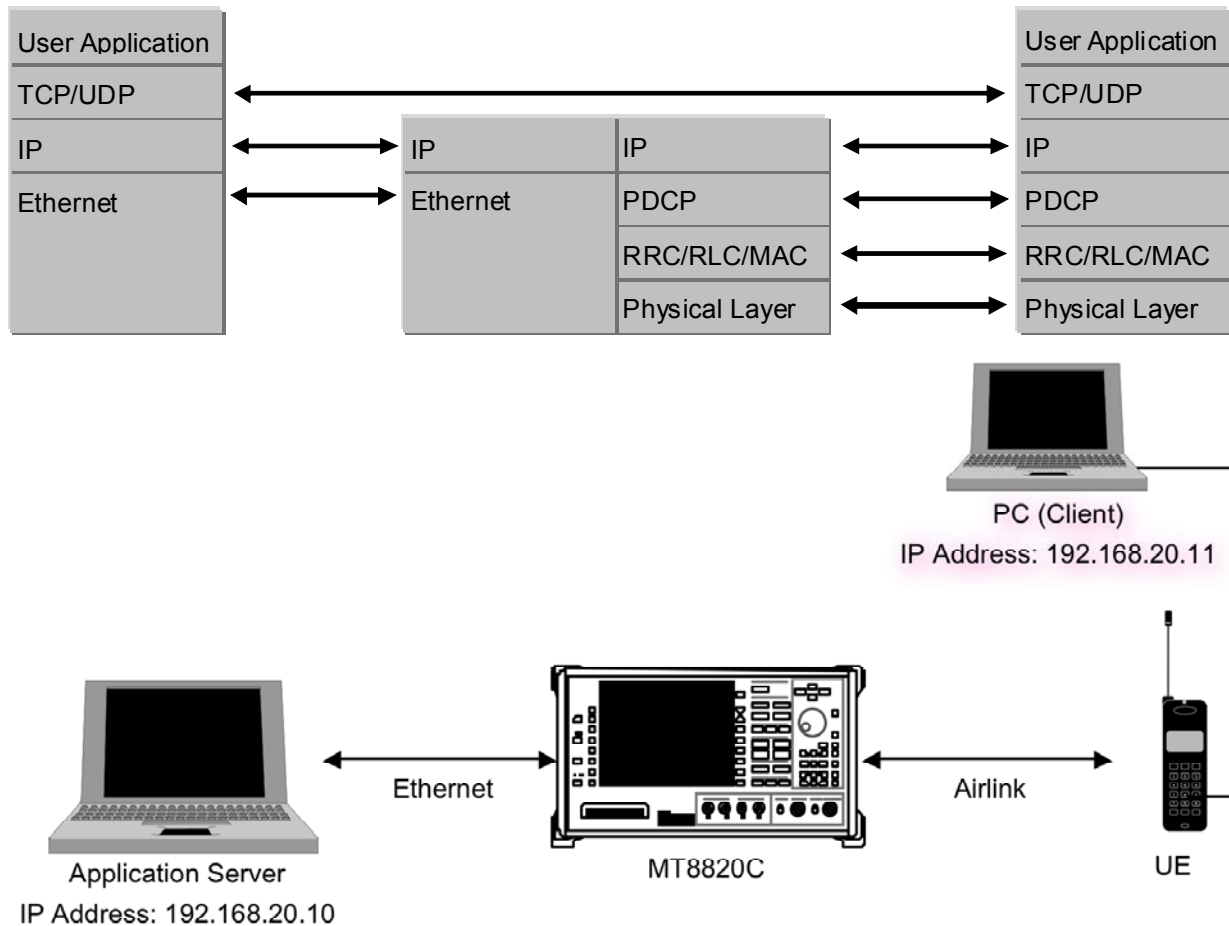 User Application
TCP/UDP
IP
Ethernet
IP
Ethernet
IP
PDCP
RRC/RLC/MAC
Physical Layer
User Application
TCP/UDP
IP
PDCP
RRC/RLC/MAC
Physical Layer
PC (Client)
IP Address: 192.168.20.11
Ethernet
Airlink
Application Server
IP Address: 192.168.20.10
MT8820C
UE